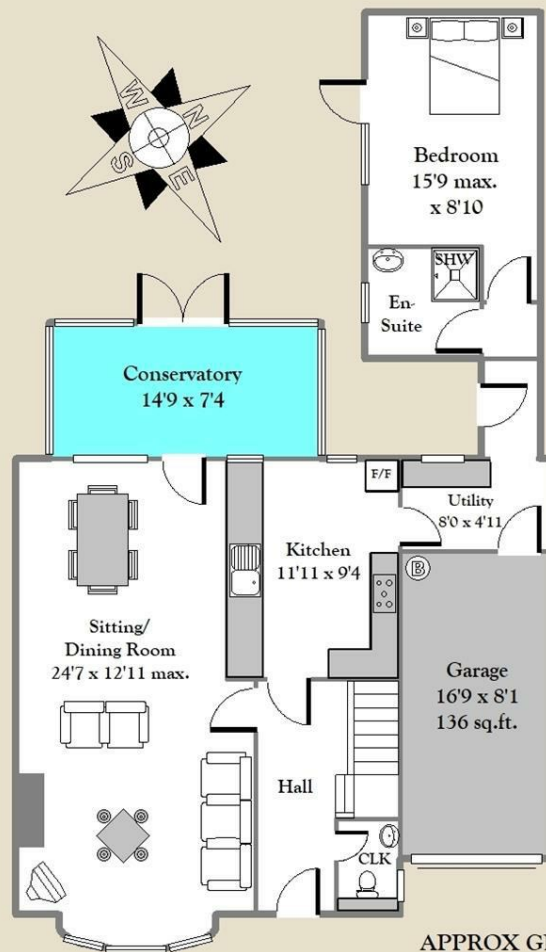 W
N
S
E
Bedroom
15'9 max.
x 8'10
SHW
En-
Suite
Conservatory
14'9 x 7'4
F/F
Utility
8'0 x 4'11
Kitchen
11'11 x 9'4
B
Sitting/
Dining Room
24'7 x 12'11 max.
Garage
16'9 x 8'1
136 sq.ft.
Hall
CLK
APPROX